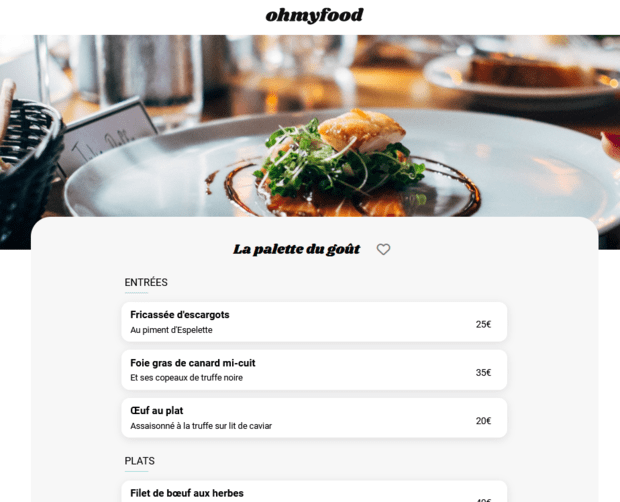 ohmyfood
La palette du goût
ENTRÉES
Fricassée d'escargots
Au piment d'Espelette
25€
Foie gras de canard mi-cuit
Et ses copeaux de truffe noire
35€
Œuf au plat
Assaisonné à la truffe sur lit de caviar
20€
PLATS
Filet de bœuf aux herbes